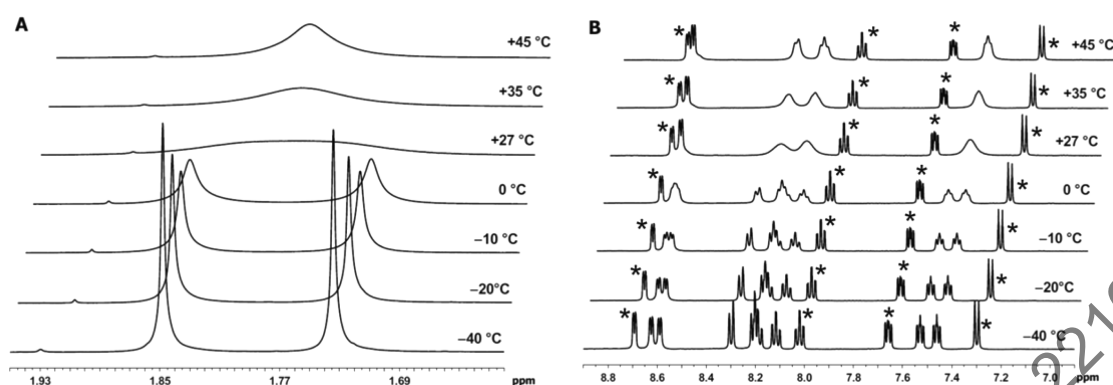 A
+45 °C
+35 °C
+27 °C
0 °C
−10 °C
−20°C
−40 °C
1.93 1.85 1.77 1.69 ppm
B
* * * * +45 °C
* * * * +35 °C
* * * * +27 °C
* * * * 0 °C
* * * * −10 °C
* * * * −20°C
* * * * −40 °C
8.8 8.6 8.4 8.2 8.0 7.8 7.6 7.4 7.2 7.0 ppm